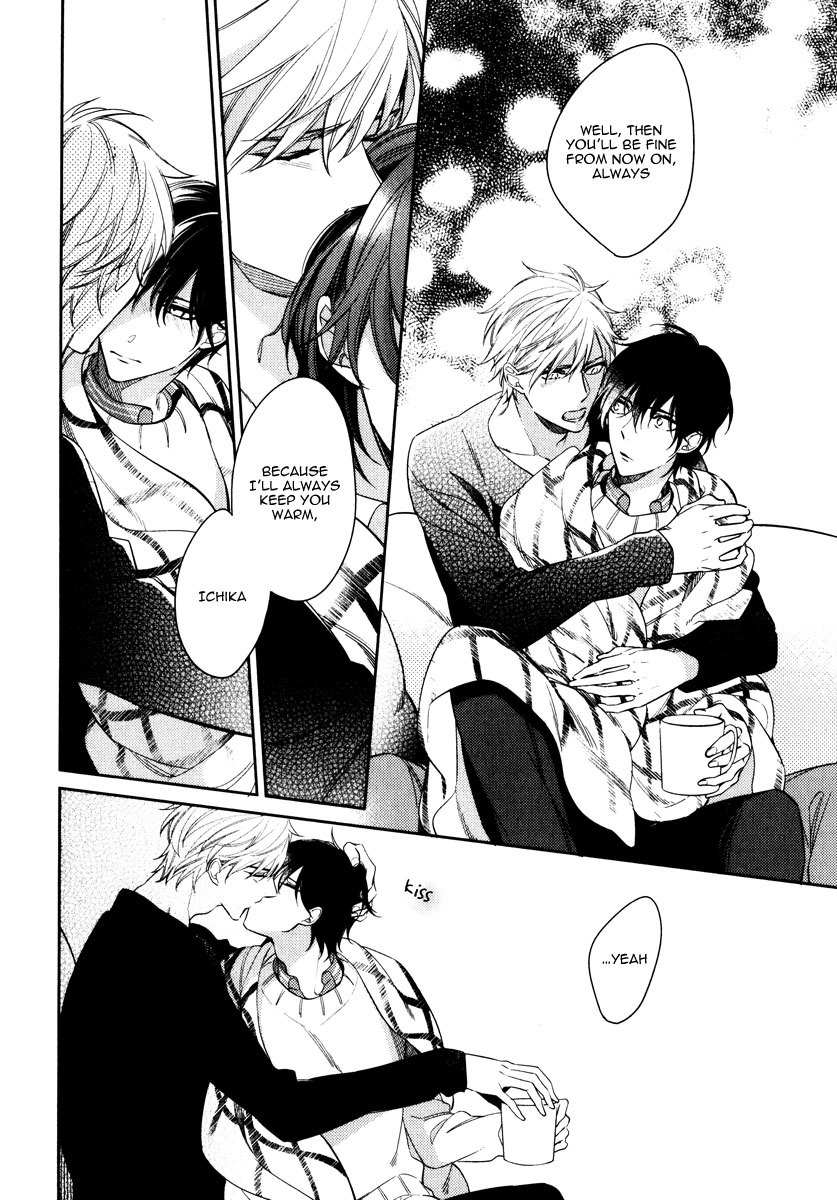 WELL, THEN
YOU'LL BE FINE
FROM NOW ON,
ALWAYS
BECAUSE
I'LL ALWAYS
KEEP YOU
WARM,
ICHIKA
kiss
...YEAH